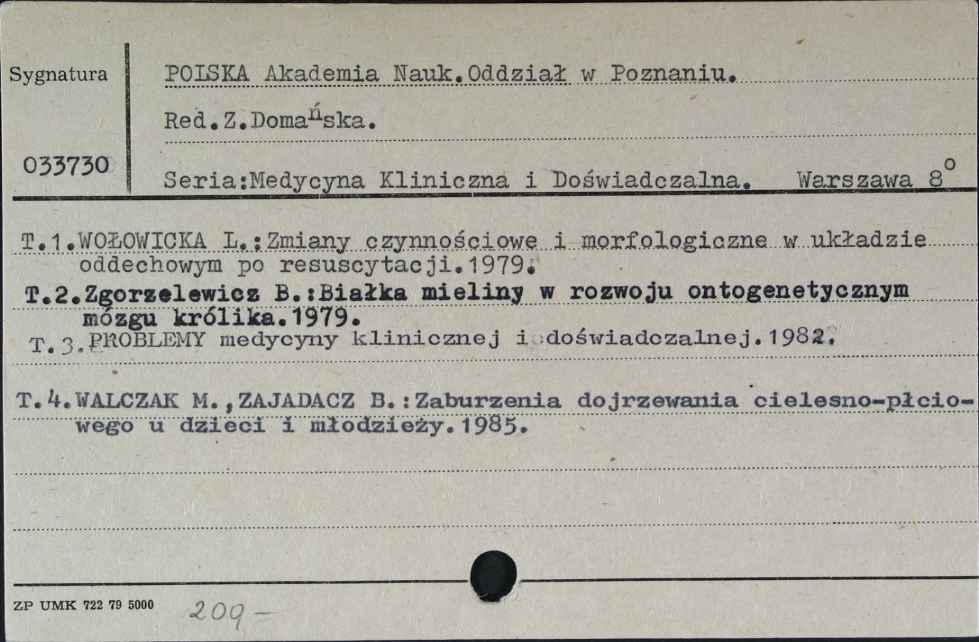 Sygnatura
POLSKA Akademia Nauk.Oddział w Poznaniu.
Red.Z.Domańska.
033730
Seria:Medycyna Kliniczna i Doświadczalna. Warszawa 8°
T.1.WOŁOWICKA L.:Zmiany czynnościowe i morfologiczne w układzie
oddechowym po resuscytacji.1979.
T.2.Zgorzelewicz B.:Białka mieliny w rozwoju ontogenetycznym
mózgu królika.1979.
T.3.PROBLEMY medycyny klinicznej i doświadczalnej.1982.
T.4.WALCZAK M.,ZAJADACZ B.:Zaburzenia dojrzewania cielesno-płcio-
wego u dzieci i młodzieży.1985.
ZP UMK 722 79 5000
209-